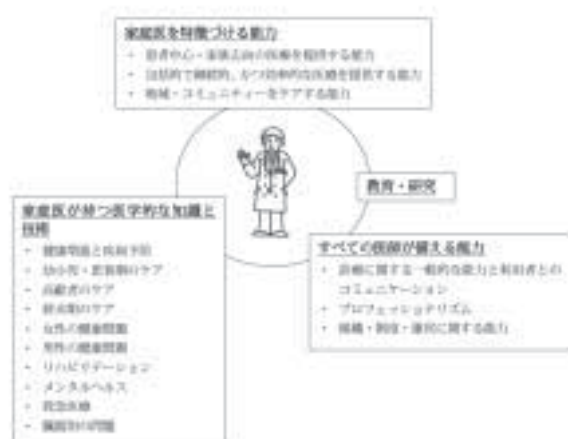 家庭医を特徴づける能力
・ 患者中心・家族志向の医療を提供する能力
・ 包括的で継続的、かつ効率的な医療を提供する能力
・ 地域・コミュニティーをケアする能力
教育・研究
家庭医が持つ医学的な知識と
技術
・ 健康増進と疾病予防
・ 幼小児・思春期のケア
・ 高齢者のケア
・ 終末期のケア
・ 女性の健康問題
・ 男性の健康問題
・ リハビリテーション
・ メンタルヘルス
・ 救急医療
・ 臓器別の問題
すべての医師が備える能力
・ 診療に関する一般的な能力と利用者との
コミュニケーション
・ プロフェッショナリズム
・ 組織・制度・運営に関する能力